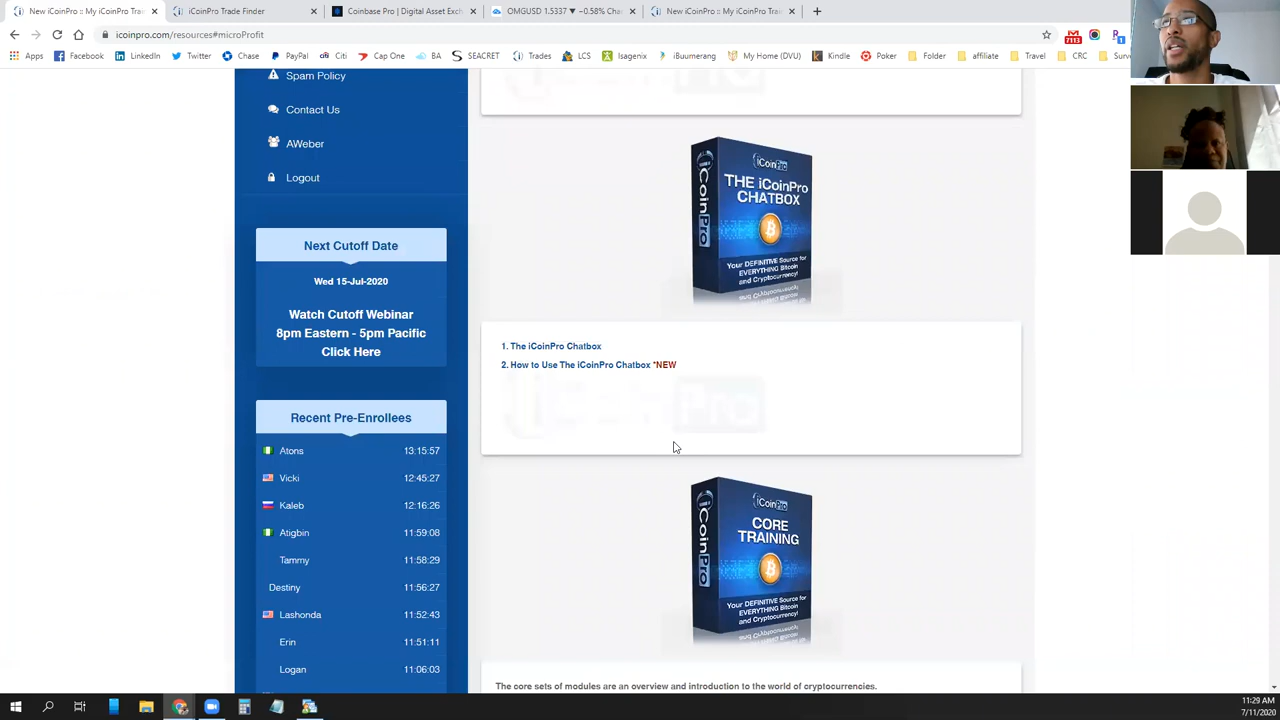 New iCoinPro :: My iCoinPro Trai
iCoinPro Trade Finder
Coinbase Pro | Digital Asset Exch
OMGUSD 1.5337 ▼ −0.58% Cha
New iCoinPro :: My iCoinPro Trai
icoinpro.com/resources#microProfit
Apps
Facebook
LinkedIn
Twitter
Chase
PayPal
Citi
Cap One
BA
SEACRET
Trades
LCS
Isagenix
iBuumerang
My Home (DVU)
Kindle
Poker
Folder
affiliate
Travel
CRC
Surv
7113
1
Spam Policy
Contact Us
AWeber
Logout
Next Cutoff Date
Wed 15-Jul-2020
Watch Cutoff Webinar
8pm Eastern - 5pm Pacific
Click Here
Recent Pre-Enrollees
Atons 13:15:57
Vicki 12:45:27
Kaleb 12:16:26
Atigbin 11:59:08
Tammy 11:58:29
Destiny 11:56:27
Lashonda 11:52:43
Erin 11:51:11
Logan 11:06:03
iCoinPro
iCoinPro
THE iCoinPro
CHATBOX
Your DEFINITIVE Source for
EVERYTHING Bitcoin
and Cryptocurrency!
1. The iCoinPro Chatbox
2. How to Use The iCoinPro Chatbox *NEW
iCoinPro
iCoinPro
CORE
TRAINING
Your DEFINITIVE Source for
EVERYTHING Bitcoin
and Cryptocurrency!
The core sets of modules are an overview and introduction to the world of cryptocurrencies.
11:29 AM
7/11/2020